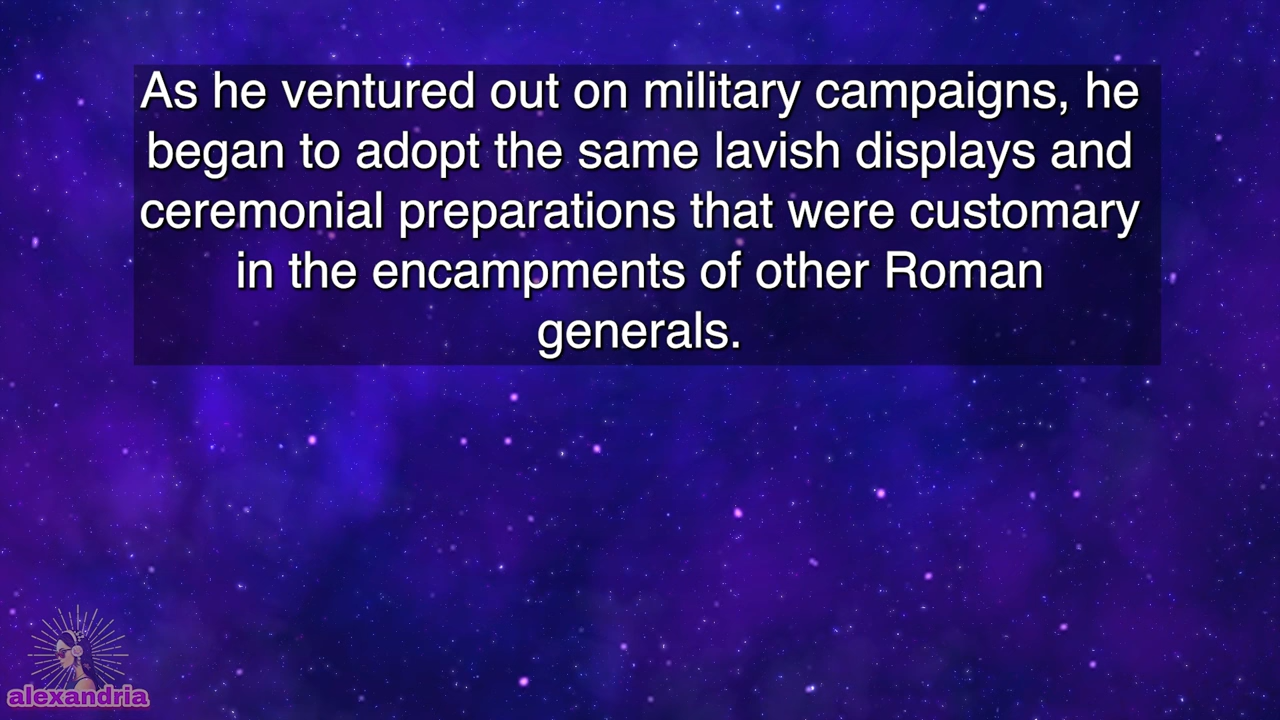 As he ventured out on military campaigns, he
began to adopt the same lavish displays and
ceremonial preparations that were customary
in the encampments of other Roman
generals.
alexandria